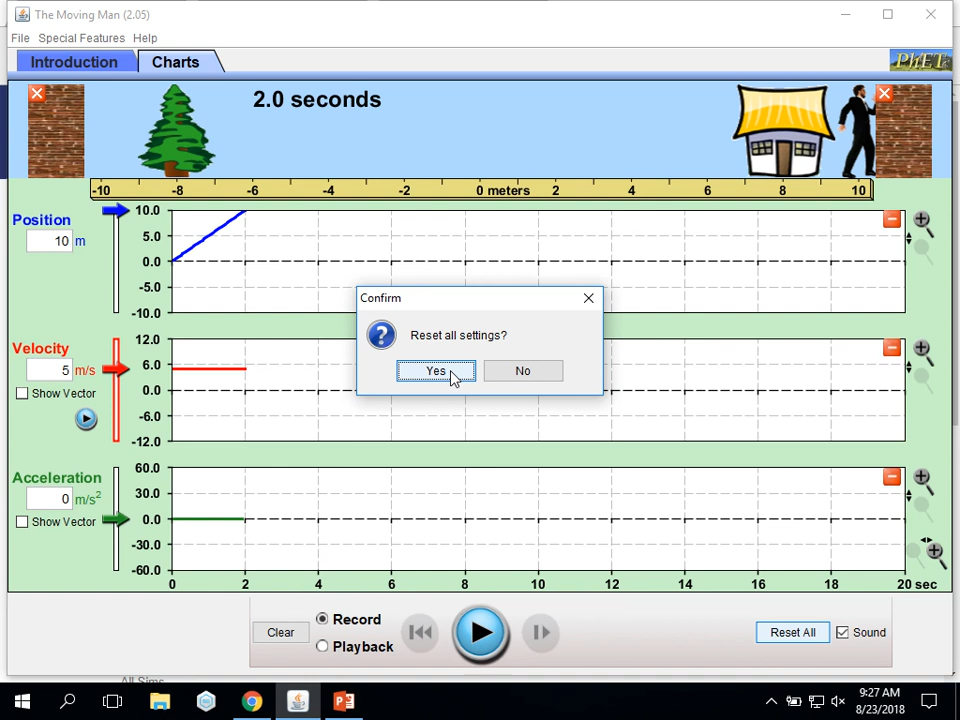 The Moving Man (2.05)
File Special Features Help
Introduction Charts PhET
2.0 seconds
-10 -8 -6 -4 -2 0 meters 2 4 6 8 10
Position
10 m
10.0
5.0
0.0
-5.0
-10.0
Confirm
Reset all settings?
Yes No
Velocity
5 m/s
Show Vector
12.0
6.0
0.0
-6.0
-12.0
Acceleration
0 m/s2
Show Vector
60.0
30.0
0.0
-30.0
-60.0
0 2 4 6 8 10 12 14 16 18 20 sec
Clear
Record
Playback
Reset All
Sound
All Sims
9:27 AM
8/23/2018